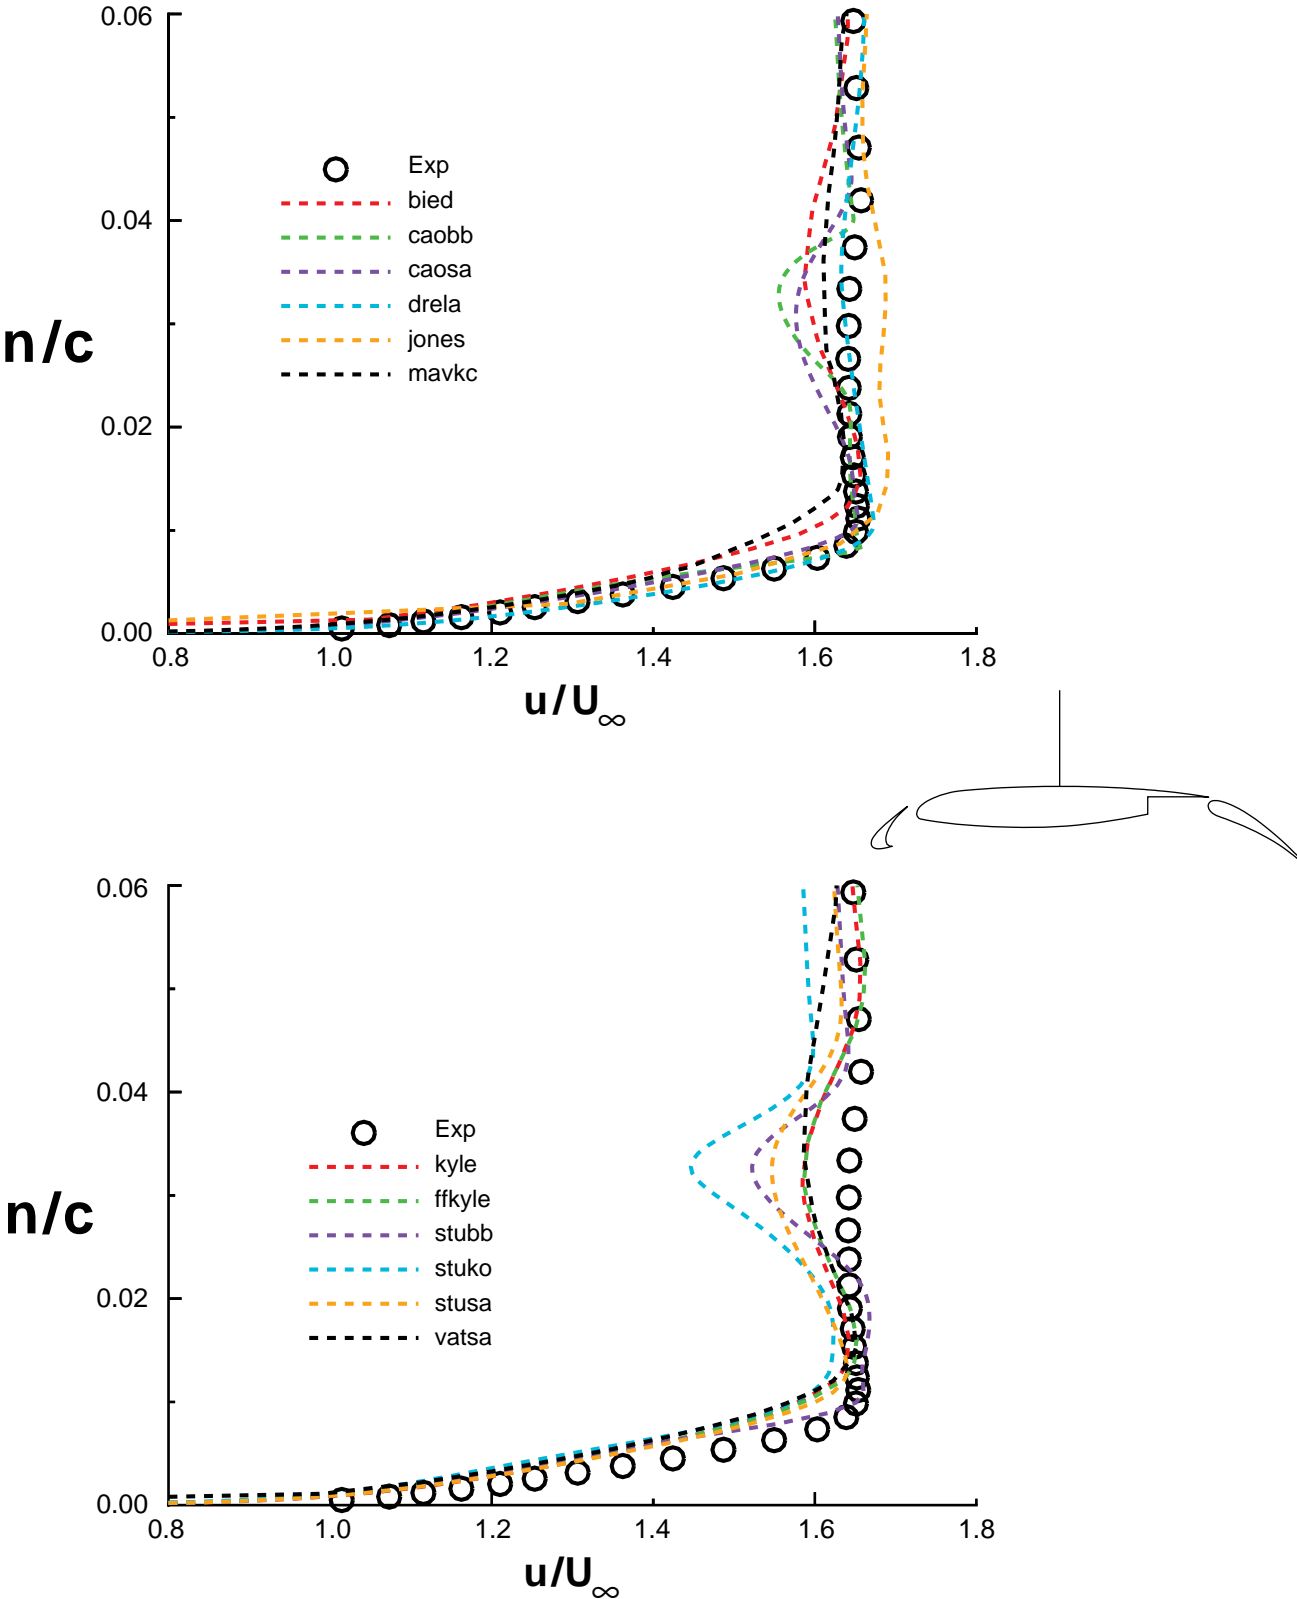 0.06
0.04
0.02
0.00
n/c
Exp
bied
caobb
caosa
drela
jones
mavkc
0.8 1.0 1.2 1.4 1.6 1.8
u/U∞
0.06
0.04
0.02
0.00
n/c
Exp
kyle
ffkyle
stubb
stuko
stusa
vatsa
0.8 1.0 1.2 1.4 1.6 1.8
u/U∞